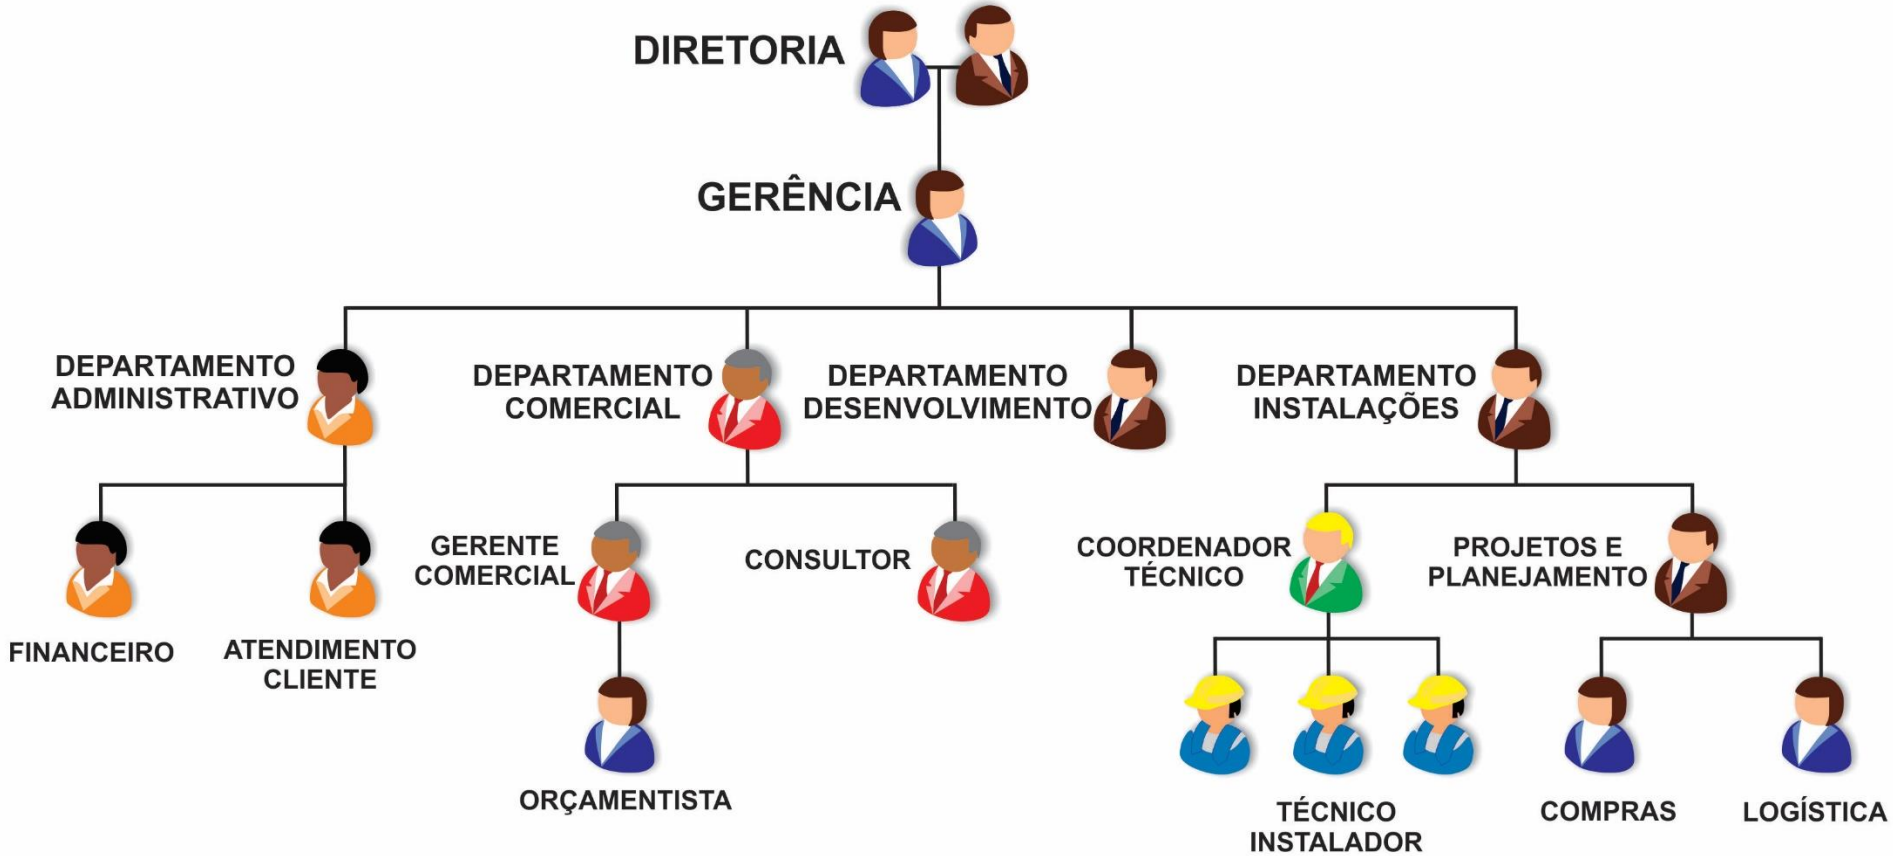 DIRETORIA
GERÊNCIA
DEPARTAMENTO
ADMINISTRATIVO
DEPARTAMENTO
COMERCIAL
DEPARTAMENTO
DESENVOLVIMENTO
DEPARTAMENTO
INSTALAÇÕES
FINANCEIRO
ATENDIMENTO
CLIENTE
GERENTE
COMERCIAL
CONSULTOR
COORDENADOR
TÉCNICO
PROJETOS E
PLANEJAMENTO
ORÇAMENTISTA
TÉCNICO
INSTALADOR
COMPRAS
LOGÍSTICA